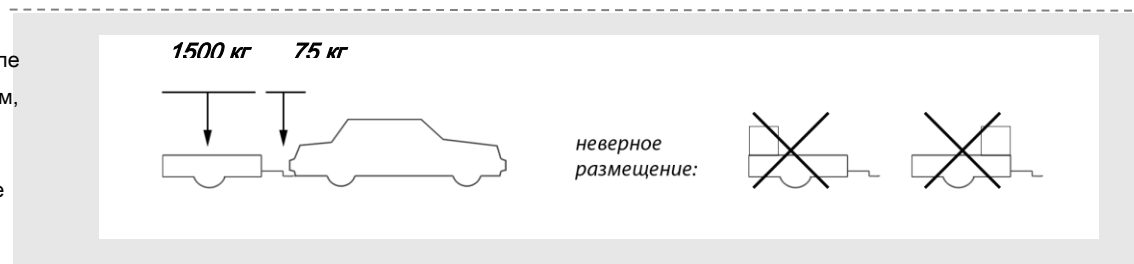 1500 кг 75 кг
м,
е
неверное
размещение: